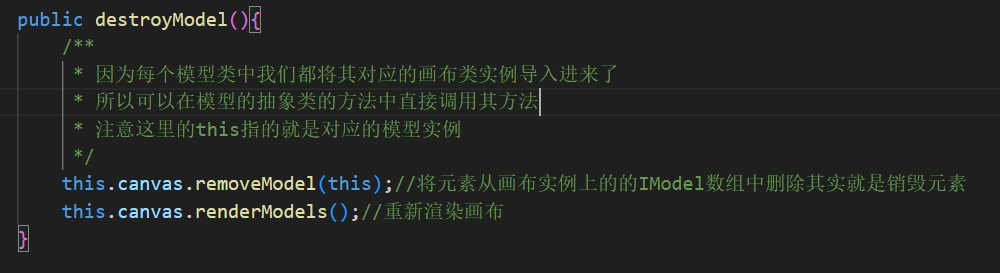 public destroyModel(){
/**
* 因为每个模型类中我们都将其对应的画布类实例导入进来了
* 所以可以在模型的抽象类的方法中直接调用其方法
* 注意这里的this指的就是对应的模型实例
*/
this.canvas.removeModel(this);//将元素从画布实例上的的IModel数组中删除其实就是销毁元素
this.canvas.renderModels();//重新渲染画布
}